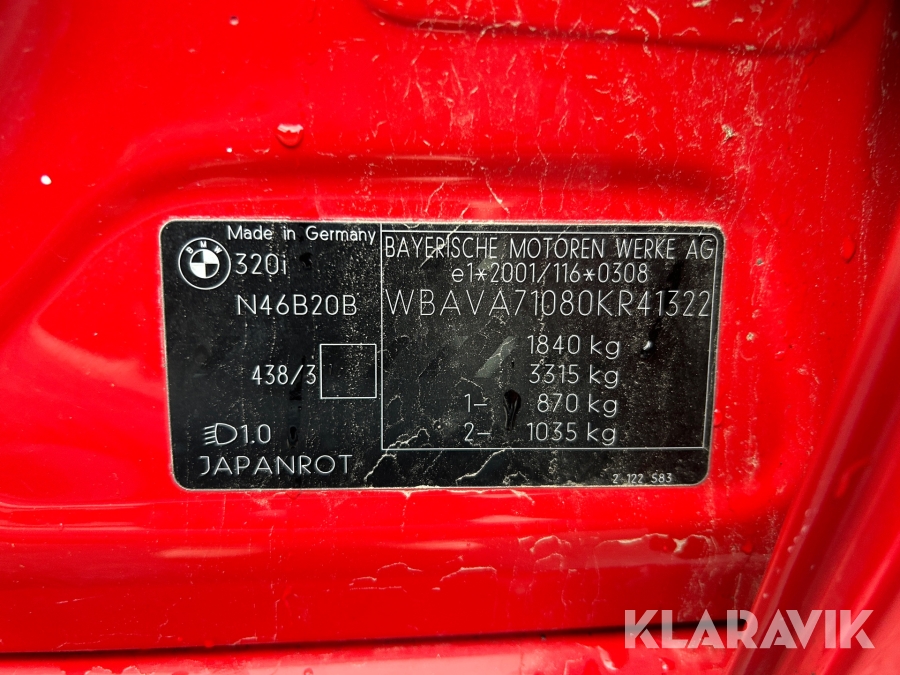 Made in Germany
BMW
320i
N46B20B
438/3
1.0
JAPANROT
BAYERISCHE MOTOREN WERKE AG
e1*2001/116*0308
WBAVA71080KR41322
1840 kg
3315 kg
1- 870 kg
2- 1035 kg
2 122 583
KLARAVIK